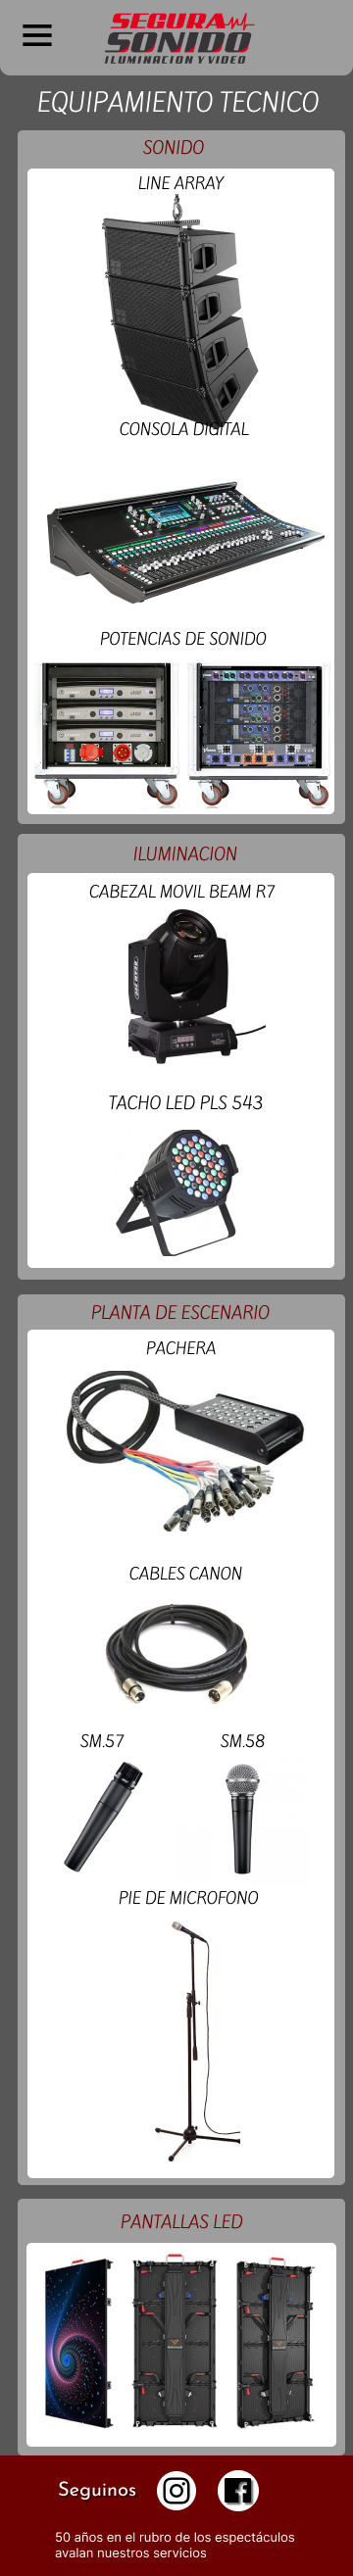 SEGURA
SONIDO
ILUMINACION Y VIDEO
EQUIPAMIENTO TECNICO
SONIDO
LINE ARRAY
CONSOLA DIGITAL
POTENCIAS DE SONIDO
ILUMINACION
CABEZAL MOVIL BEAM R7
TACHO LED PLS 543
PLANTA DE ESCENARIO
PACHERA
CABLES CANON
SM.57 SM.58
PIE DE MICROFONO
PANTALLAS LED
Seguinos
50 años en el rubro de los espectáculos
avalan nuestros servicios